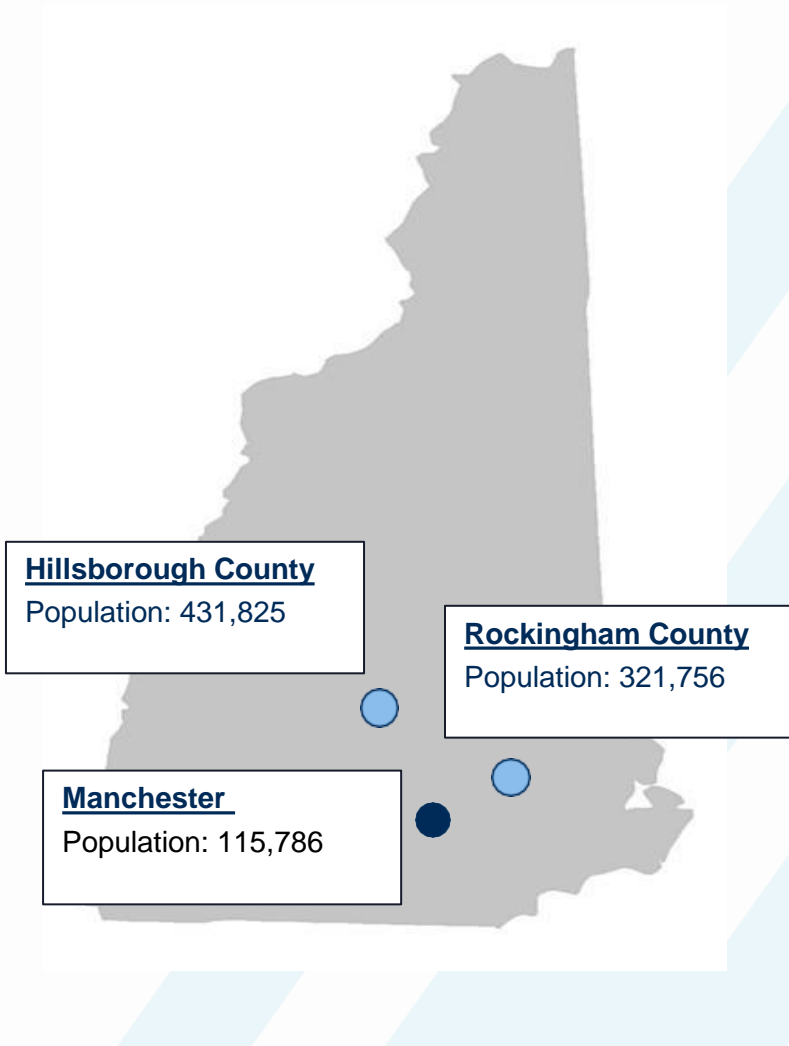 Hillsborough County
Population: 431,825
Rockingham County
Population: 321,756
Manchester
Population: 115,786